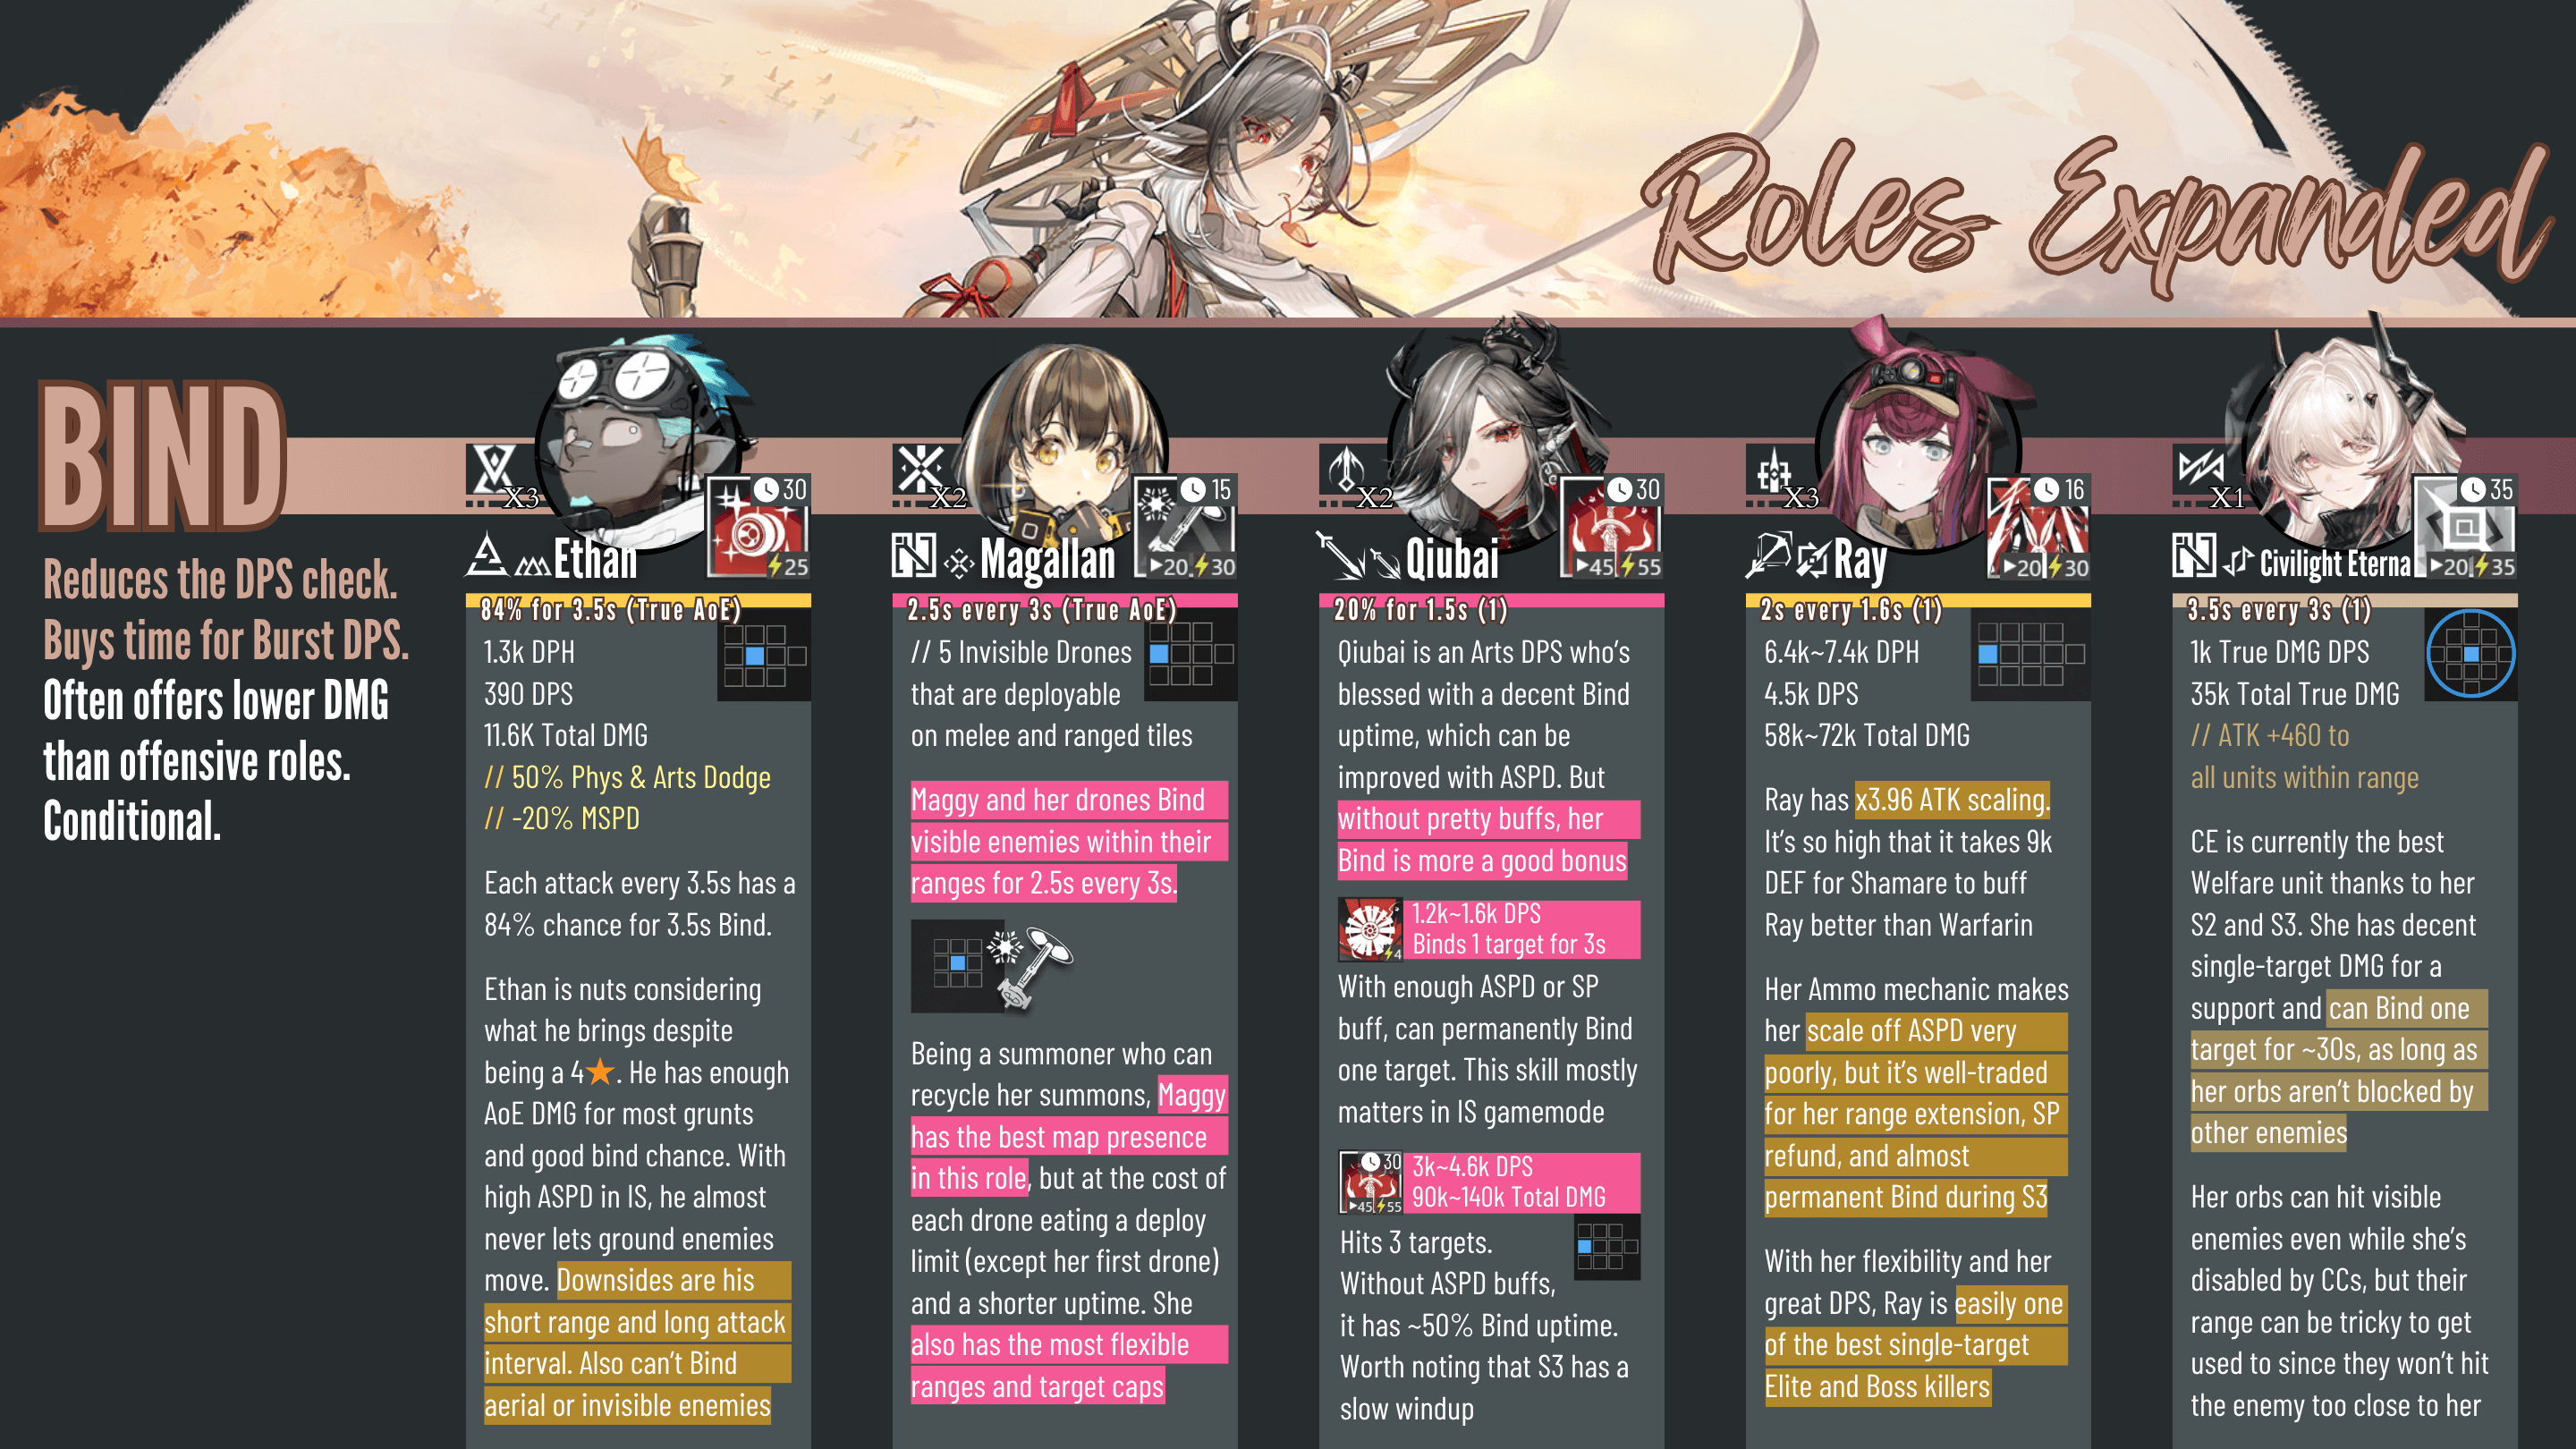 Roles Expanded
BIND
Reduces the DPS check.
Buys time for Burst DPS.
Often offers lower DMG
than offensive roles.
Conditional.
X3
30
25
Ethan
84% for 3.5s (True AoE)
1.3k DPH
390 DPS
11.6K Total DMG
// 50% Phys & Arts Dodge
// -20% MSPD
Each attack every 3.5s has a
84% chance for 3.5s Bind.
Ethan is nuts considering
what he brings despite
being a 4★. He has enough
AoE DMG for most grunts
and good bind chance. With
high ASPD in IS, he almost
never lets ground enemies
move. Downsides are his
short range and long attack
interval. Also can't Bind
aerial or invisible enemies
X2
15
▶20⚡30
Magallan
2.5s every 3s (True AoE)
// 5 Invisible Drones
that are deployable
on melee and ranged tiles
Maggy and her drones Bind
visible enemies within their
ranges for 2.5s every 3s.
Being a summoner who can
recycle her summons, Maggy
has the best map presence
in this role, but at the cost of
each drone eating a deploy
limit (except her first drone)
and a shorter uptime. She
also has the most flexible
ranges and target caps
X2
30
▶45⚡55
Qiubai
20% for 1.5s (1)
Qiubai is an Arts DPS who's
blessed with a decent Bind
uptime, which can be
improved with ASPD. But
without pretty buffs, her
Bind is more a good bonus
⚡4
1.2k~1.6k DPS
Binds 1 target for 3s
With enough ASPD or SP
buff, can permanently Bind
one target. This skill mostly
matters in IS gamemode
30
▶45⚡55
3k~4.6k DPS
90k~140k Total DMG
Hits 3 targets.
Without ASPD buffs,
it has ~50% Bind uptime.
Worth noting that S3 has a
slow windup
X3
16
▶20⚡30
Ray
2s every 1.6s (1)
6.4k~7.4k DPH
4.5k DPS
58k~72k Total DMG
Ray has x3.96 ATK scaling.
It's so high that it takes 9k
DEF for Shamare to buff
Ray better than Warfarin
Her Ammo mechanic makes
her scale off ASPD very
poorly, but it's well-traded
for her range extension, SP
refund, and almost
permanent Bind during S3
With her flexibility and her
great DPS, Ray is easily one
of the best single-target
Elite and Boss killers
X1
35
▶20⚡35
Civilight Eterna
3.5s every 3s (1)
1k True DMG DPS
35k Total True DMG
// ATK +460 to
all units within range
CE is currently the best
Welfare unit thanks to her
S2 and S3. She has decent
single-target DMG for a
support and can Bind one
target for ~30s, as long as
her orbs aren't blocked by
other enemies
Her orbs can hit visible
enemies even while she's
disabled by CCs, but their
range can be tricky to get
used to since they won't hit
the enemy too close to her